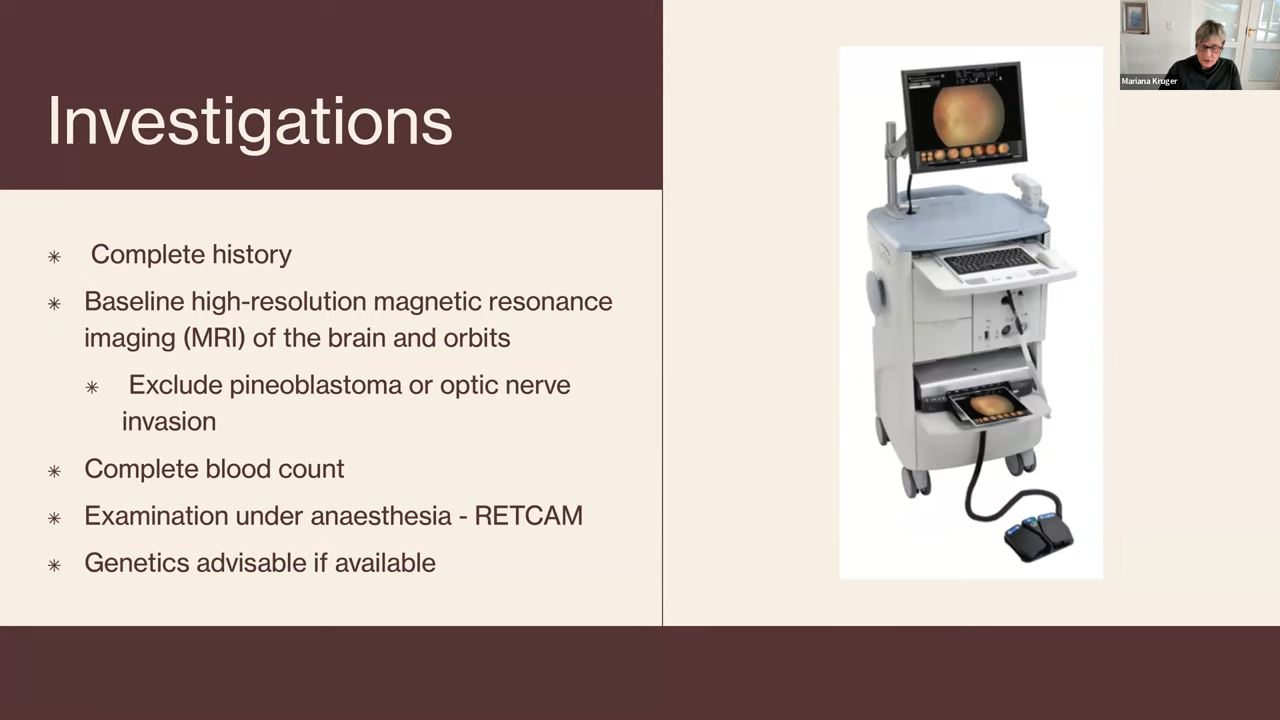 Investigations
✳ Complete history
✳ Baseline high-resolution magnetic resonance
imaging (MRI) of the brain and orbits
✳ Exclude pineoblastoma or optic nerve
invasion
✳ Complete blood count
✳ Examination under anaesthesia - RETCAM
✳ Genetics advisable if available
Mariana Kruger